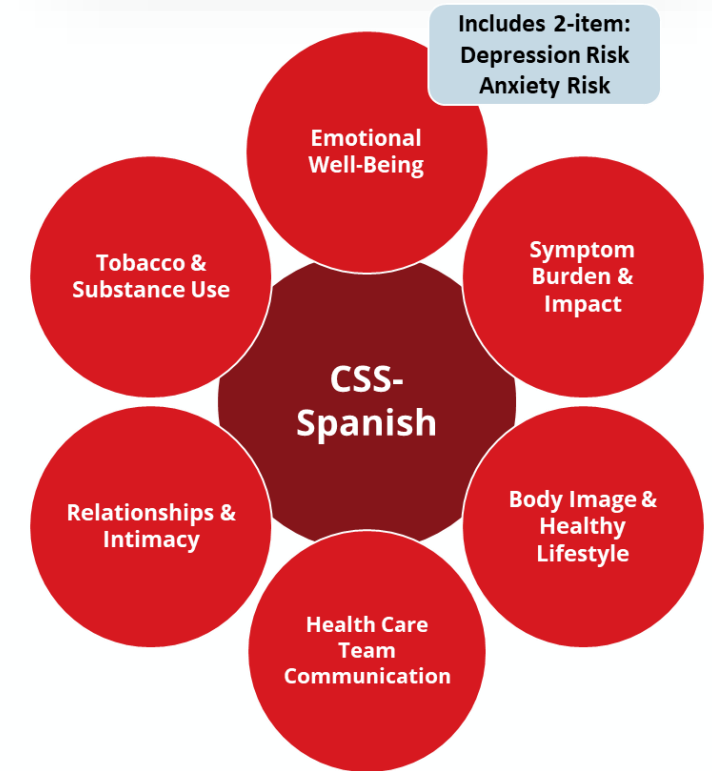 Includes 2-item:
Depression Risk
Anxiety Risk
Emotional
Well-Being
Symptom
Burden &
Impact
Body Image &
Healthy
Lifestyle
Health Care
Team
Communication
Relationships &
Intimacy
Tobacco &
Substance Use
CSS-
Spanish